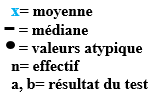 x= moyenne
= médiane
= valeurs atypique
n= effectif
a, b= résultat du test